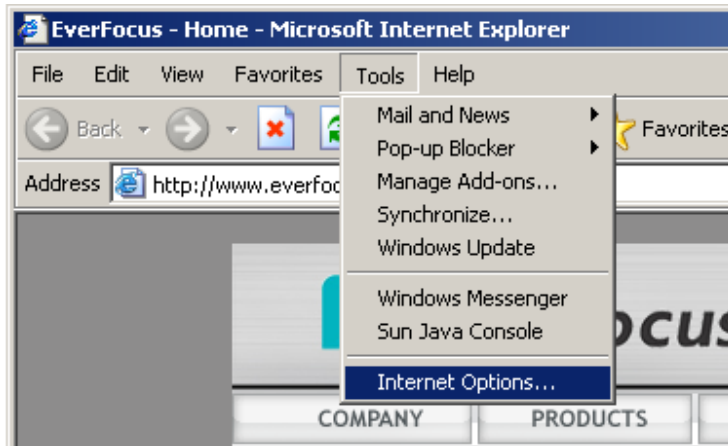 EverFocus - Home - Microsoft Internet Explorer
File Edit View Favorites Tools Help
Back Favorites
Address http://www.everfoc
Mail and News
Pop-up Blocker
Manage Add-ons...
Synchronize...
Windows Update
Windows Messenger
Sun Java Console
Internet Options...
ocus
COMPANY PRODUCTS